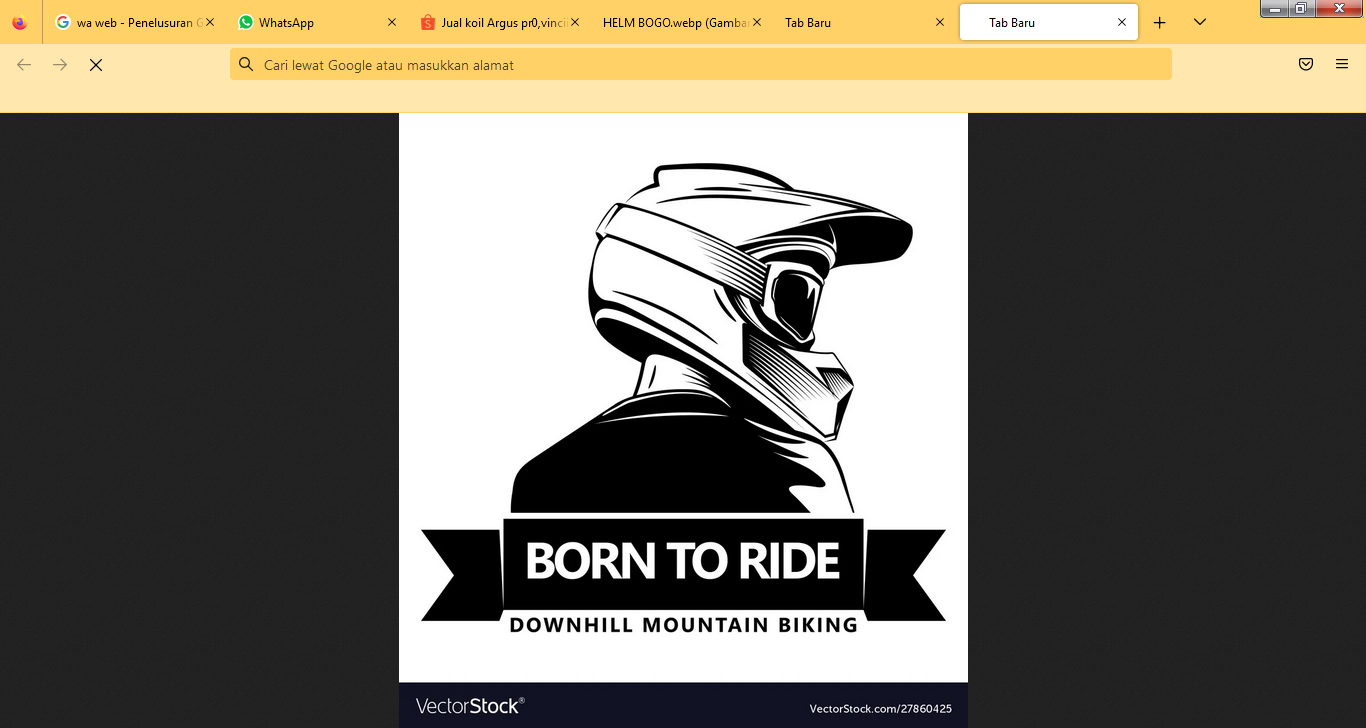 wa web - Penelusuran G
WhatsApp
Jual koil Argus pr0,vinci
HELM BOGO.webp (Gamba
Tab Baru
Tab Baru
Cari lewat Google atau masukkan alamat
BORN TO RIDE
DOWNHILL MOUNTAIN BIKING
VectorStock®
VectorStock.com/27860425